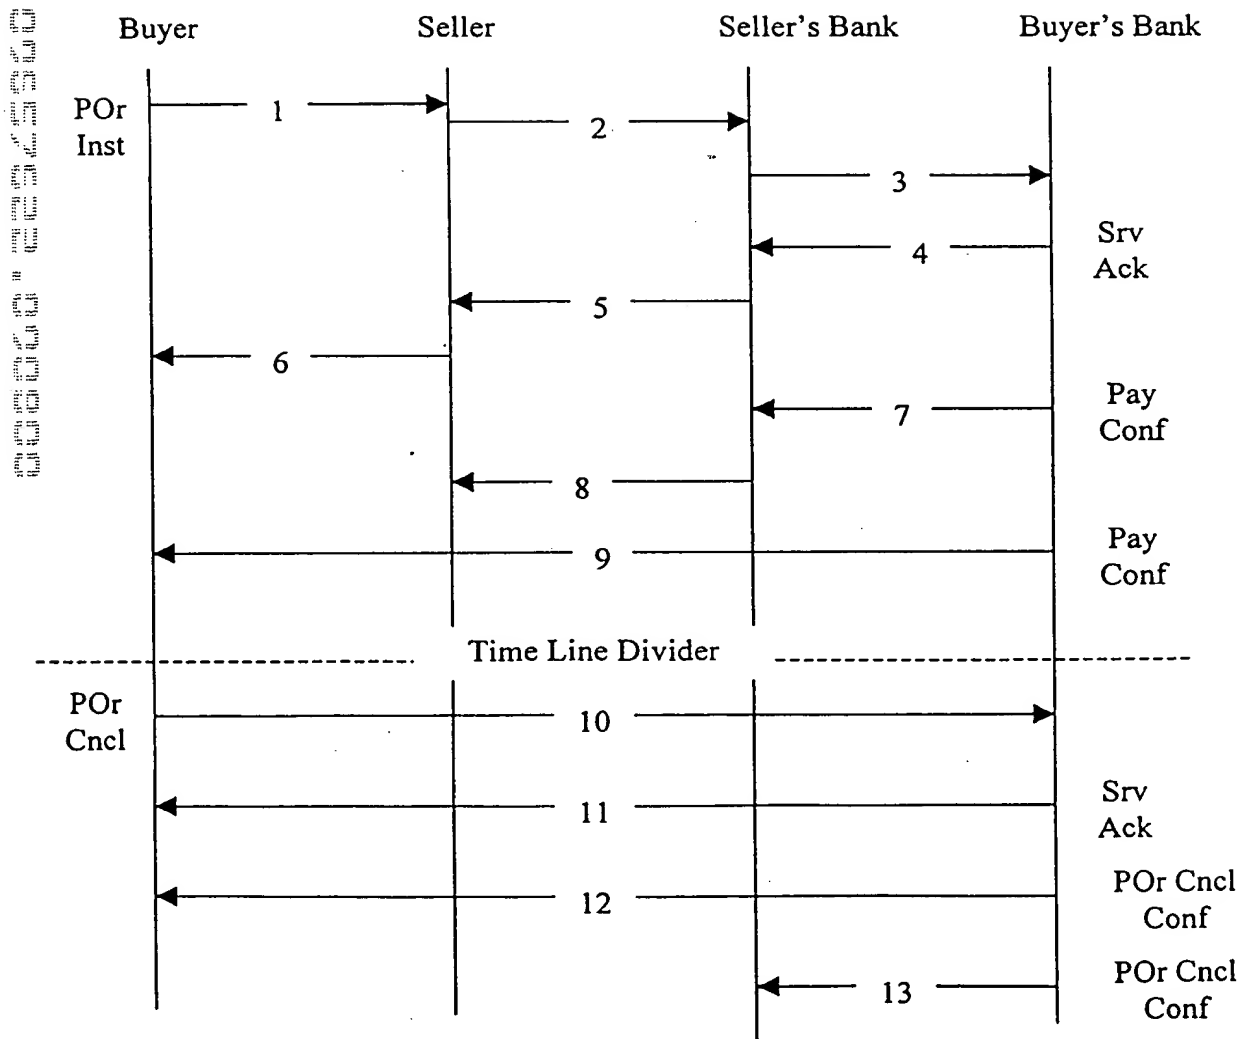 Buyer Seller Seller's Bank Buyer's Bank
POr
Inst
1
2
3
4
Srv
Ack
5
6
7
Pay
Conf
8
9
Pay
Conf
Time Line Divider
POr
Cncl
10
11
Srv
Ack
12
POr Cncl
Conf
13
POr Cncl
Conf